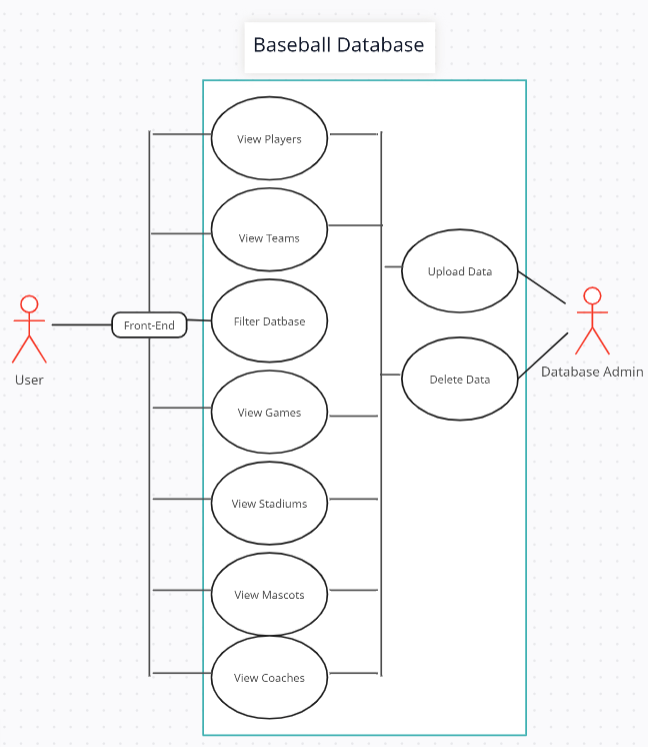 Baseball Database
View Players
View Teams
Upload Data
Filter Datbase
Front-End
User
Database Admin
Delete Data
View Games
View Stadiums
View Mascots
View Coaches